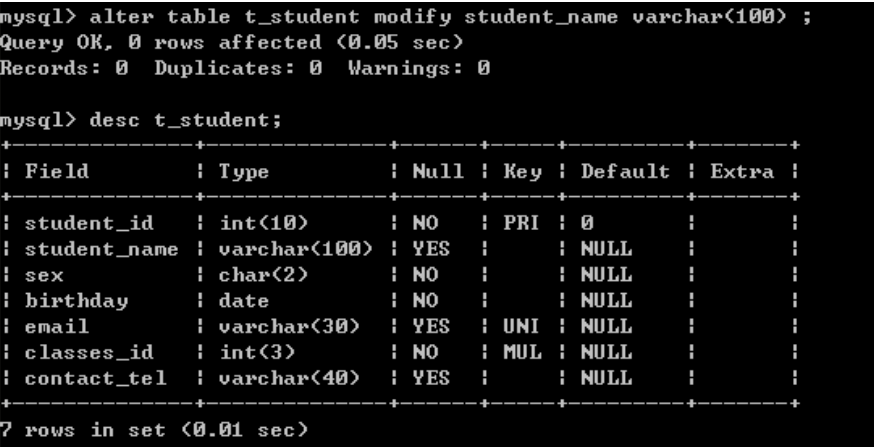 mysql> alter table t_student modify student_name varchar(100) ;
Query OK, 0 rows affected (0.05 sec)
Records: 0  Duplicates: 0  Warnings: 0
mysql> desc t_student;
+--------------+--------------+------+-----+---------+-------+
| Field        | Type         | Null | Key | Default | Extra |
+--------------+--------------+------+-----+---------+-------+
| student_id   | int(10)      | NO   | PRI | 0       |       |
| student_name | varchar(100) | YES  |     | NULL    |       |
| sex          | char(2)      | NO   |     | NULL    |       |
| birthday     | date         | NO   |     | NULL    |       |
| email        | varchar(30)  | YES  | UNI | NULL    |       |
| classes_id   | int(3)       | NO   | MUL | NULL    |       |
| contact_tel  | varchar(40)  | YES  |     | NULL    |       |
+--------------+--------------+------+-----+---------+-------+
7 rows in set (0.01 sec)